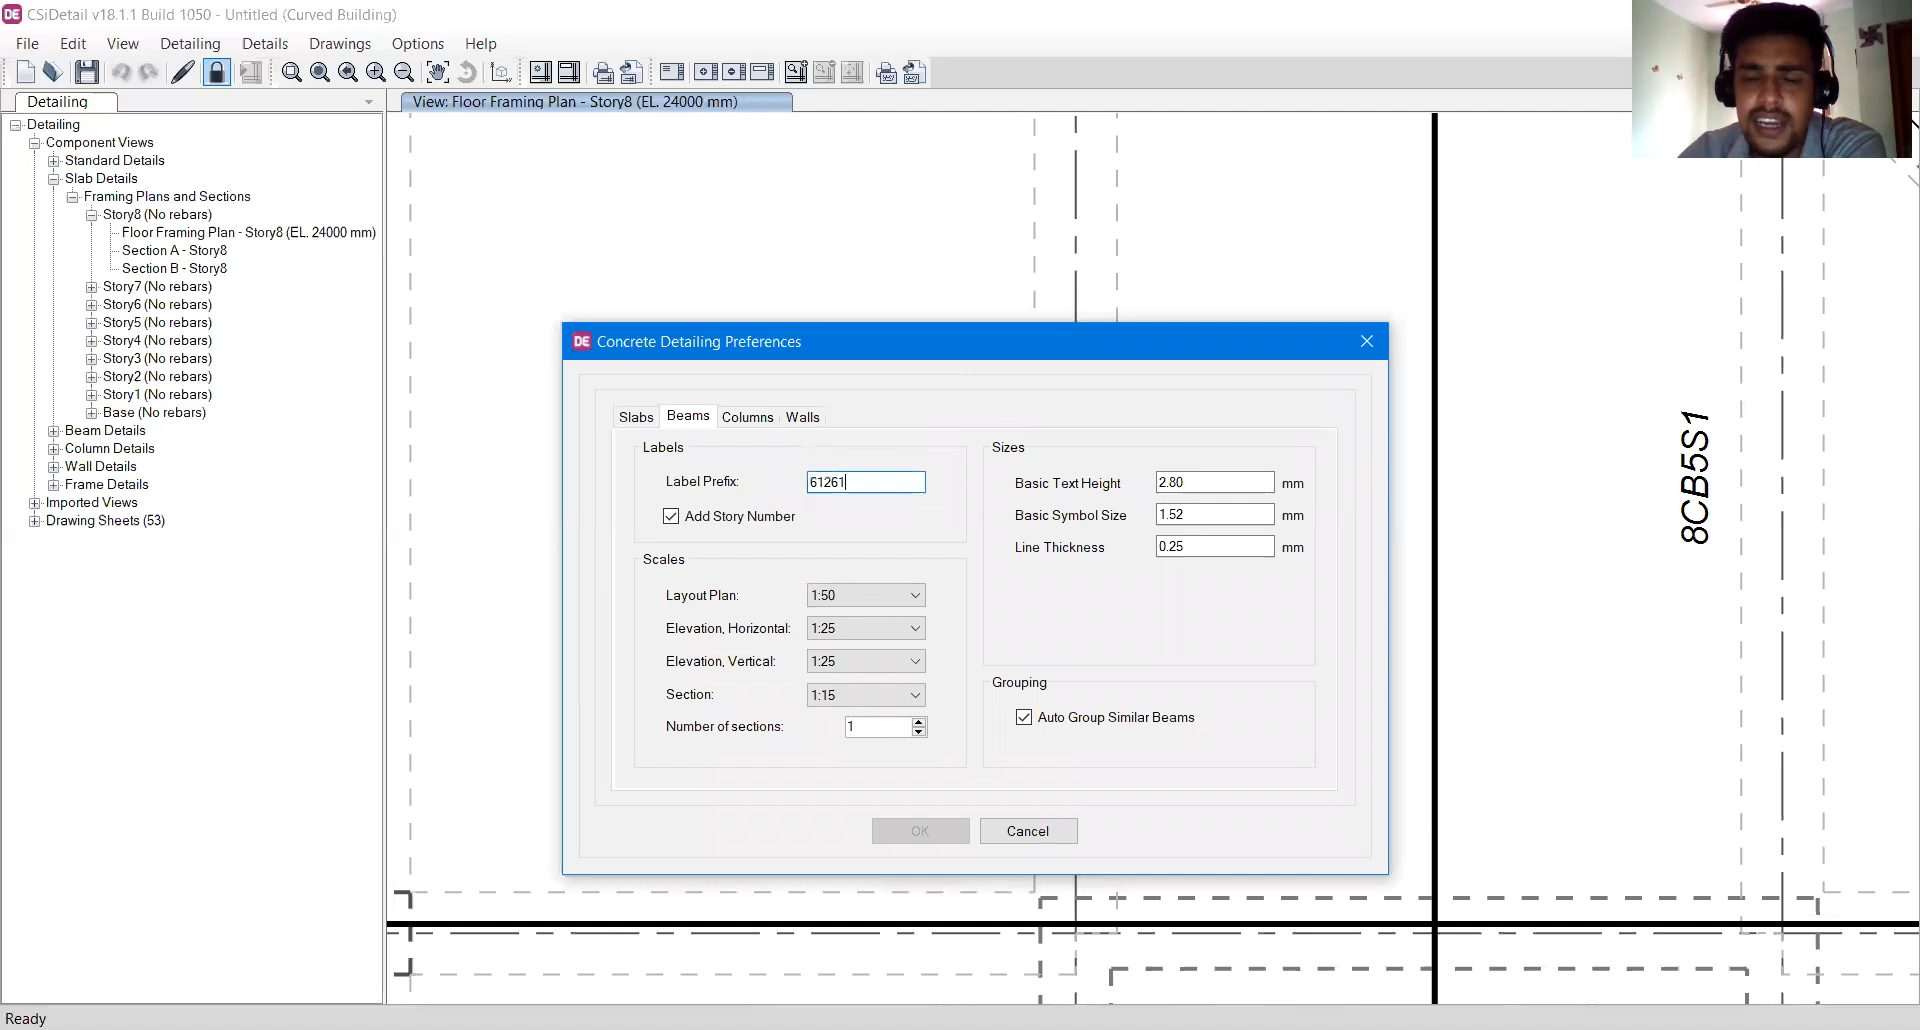 DE CSiDetail v18.1.1 Build 1050 - Untitled (Curved Building)
File Edit View Detailing Details Drawings Options Help
Detailing
View: Floor Framing Plan - Story8 (EL. 24000 mm)
Detailing
Component Views
Standard Details
Slab Details
Framing Plans and Sections
Story8 (No rebars)
Floor Framing Plan - Story8 (EL. 24000 mm)
Section A - Story8
Section B - Story8
Story7 (No rebars)
Story6 (No rebars)
Story5 (No rebars)
Story4 (No rebars)
Story3 (No rebars)
Story2 (No rebars)
Story1 (No rebars)
Base (No rebars)
Beam Details
Column Details
Wall Details
Frame Details
Imported Views
Drawing Sheets (53)
DE Concrete Detailing Preferences
Slabs Beams Columns Walls
Labels
Label Prefix: 61261
Add Story Number
Scales
Layout Plan: 1:50
Elevation, Horizontal: 1:25
Elevation, Vertical: 1:25
Section: 1:15
Number of sections: 1
Sizes
Basic Text Height 2.80 mm
Basic Symbol Size 1.52 mm
Line Thickness 0.25 mm
Grouping
Auto Group Similar Beams
OK Cancel
8CB5S1
Ready